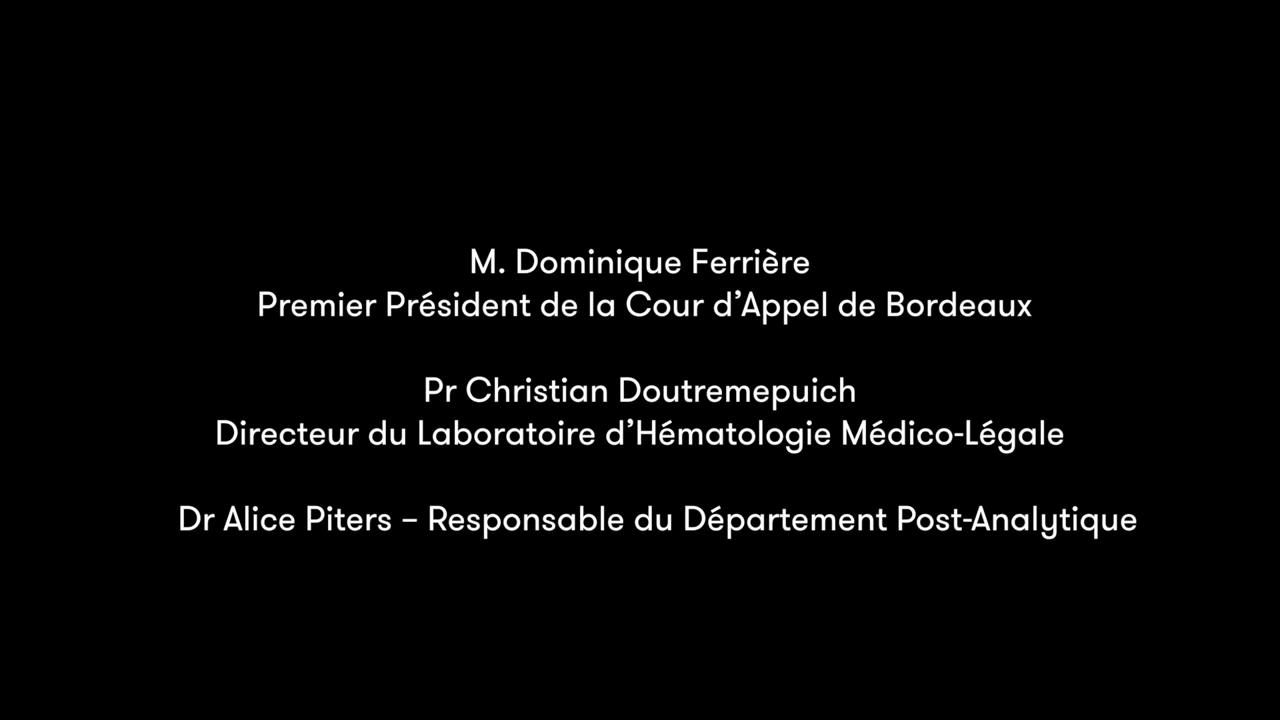 M. Dominique Ferrière
Premier Président de la Cour d’Appel de Bordeaux
Pr Christian Doutremepuich
Directeur du Laboratoire d’Hématologie Médico-Légale
Dr Alice Piters – Responsable du Département Post-Analytique